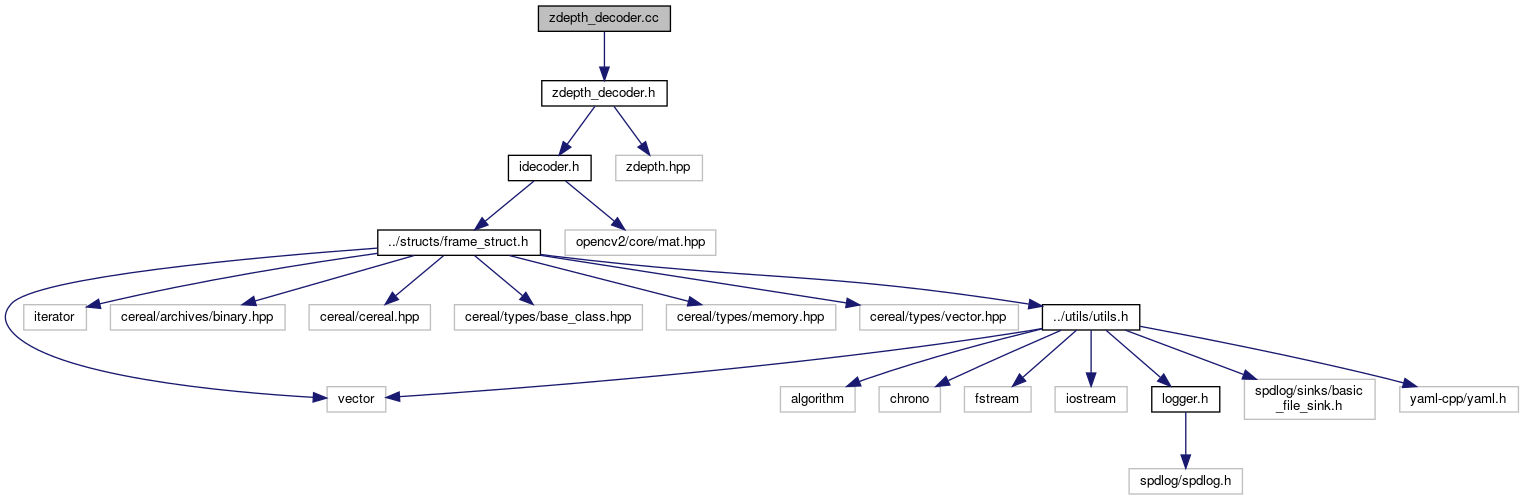 zdepth_decoder.cc
zdepth_decoder.h
idecoder.h
zdepth.hpp
../structs/frame_struct.h
opencv2/core/mat.hpp
iterator
cereal/archives/binary.hpp
cereal/cereal.hpp
cereal/types/base_class.hpp
cereal/types/memory.hpp
cereal/types/vector.hpp
../utils/utils.h
vector
algorithm
chrono
fstream
iostream
logger.h
spdlog/sinks/basic
_file_sink.h
yaml-cpp/yaml.h
spdlog/spdlog.h